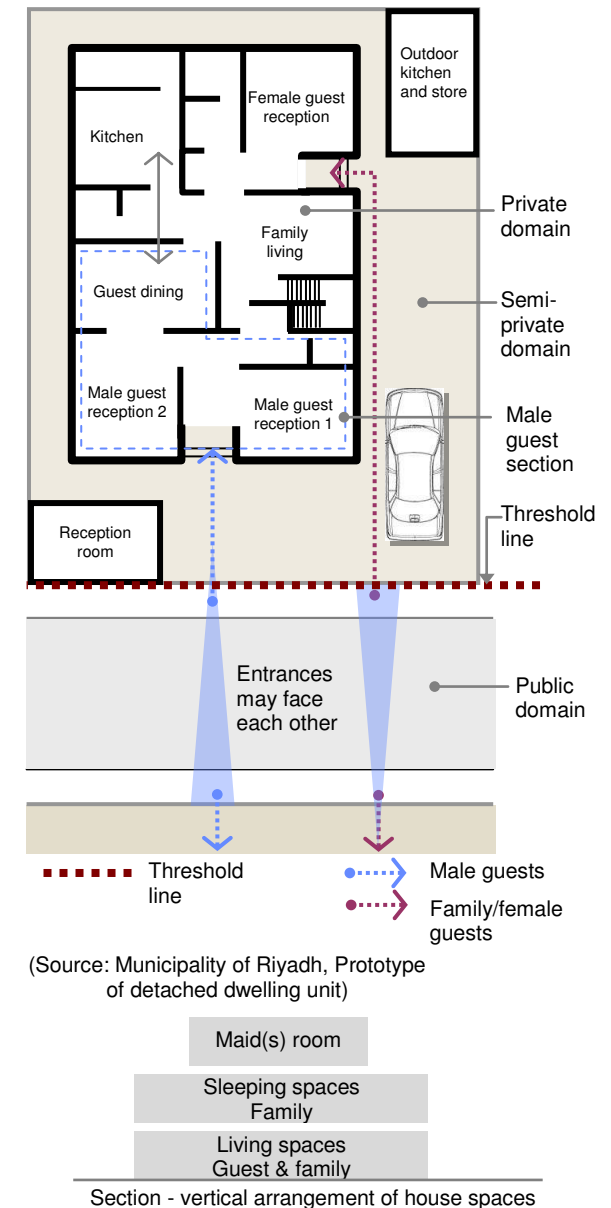 Outdoor
kitchen
and store
Female guest
reception
Kitchen
Private
domain
Family
living
Guest dining
Semi-
private
domain
Male guest
reception 2
Male guest
reception 1
Male
guest
section
Reception
room
Threshold
line
Entrances
may face
each other
Public
domain
Threshold
line
Male guests
Family/female
guests
(Source: Municipality of Riyadh, Prototype
of detached dwelling unit)
Maid(s) room
Sleeping spaces
Family
Living spaces
Guest & family
Section - vertical arrangement of house spaces